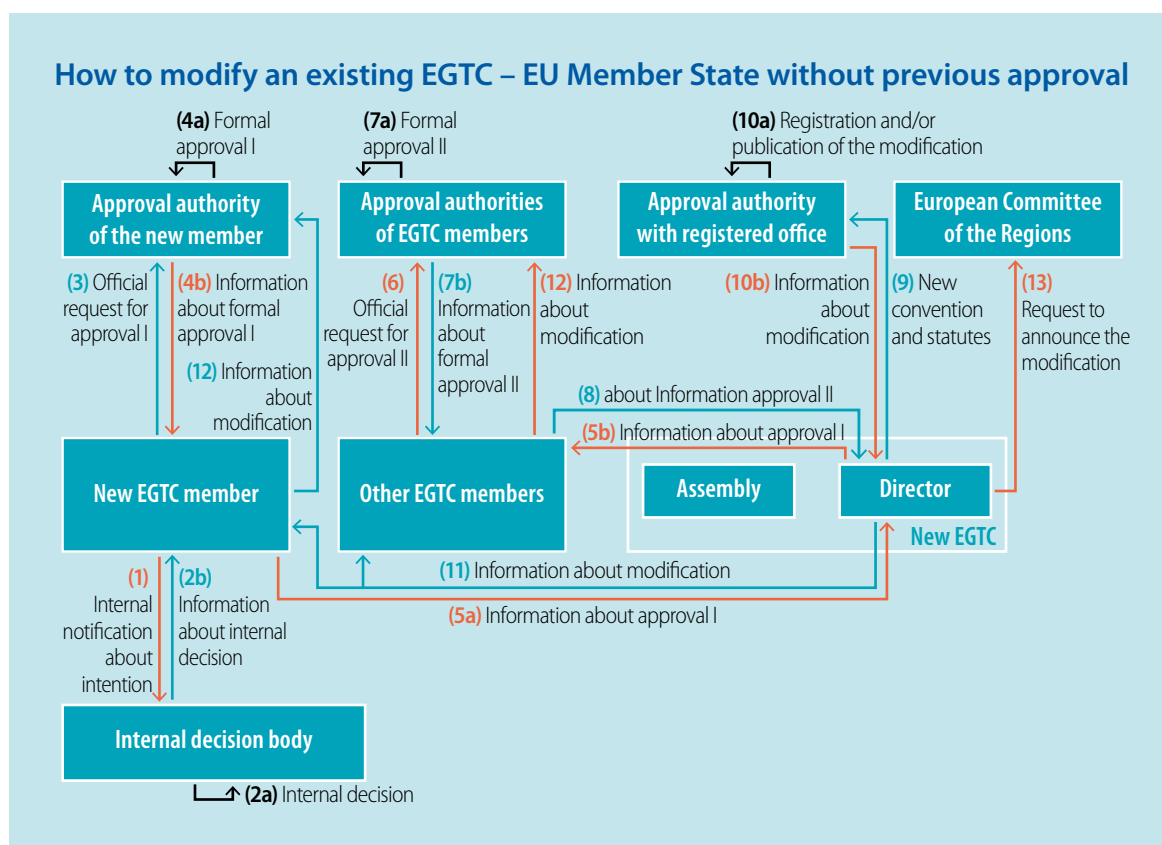 How to modify an existing EGTC – EU Member State without previous approval
(4a) Formal
approval I
(7a) Formal
approval II
(10a) Registration and/or
publication of the modification
Approval authority
of the new member
Approval authorities
of EGTC members
Approval authority
with registered office
European Committee
of the Regions
(3) Official
request for
approval I
(4b) Information
about formal
approval I
(12) Information
about
modification
(6)
Official
request for
approval II
(7b)
Information
about
formal
approval II
(12) Information
about
modification
(10b) Information
about
modification
(9) New
convention
and statutes
(13)
Request to
announce the
modification
(8) about Information approval II
(5b) Information about approval I
New EGTC member
Other EGTC members
Assembly
Director
New EGTC
(11) Information about modification
(5a) Information about approval I
(1)
Internal
notification
about
intention
(2b)
Information
about internal
decision
Internal decision body
(2a) Internal decision